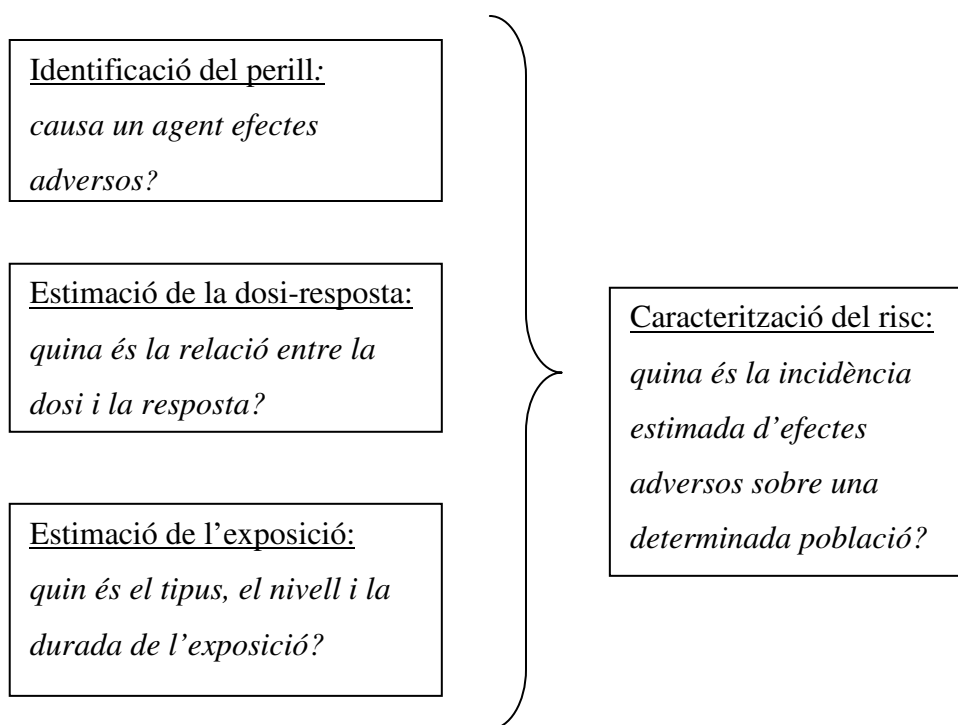 Identificació del perill:
causa un agent efectes
adversos?
Estimació de la dosi-resposta:
quina és la relació entre la
dosi i la resposta?
Estimació de l’exposició:
quin és el tipus, el nivell i la
durada de l’exposició?
Caracterització del risc:
quina és la incidència
estimada d’efectes
adversos sobre una
determinada població?